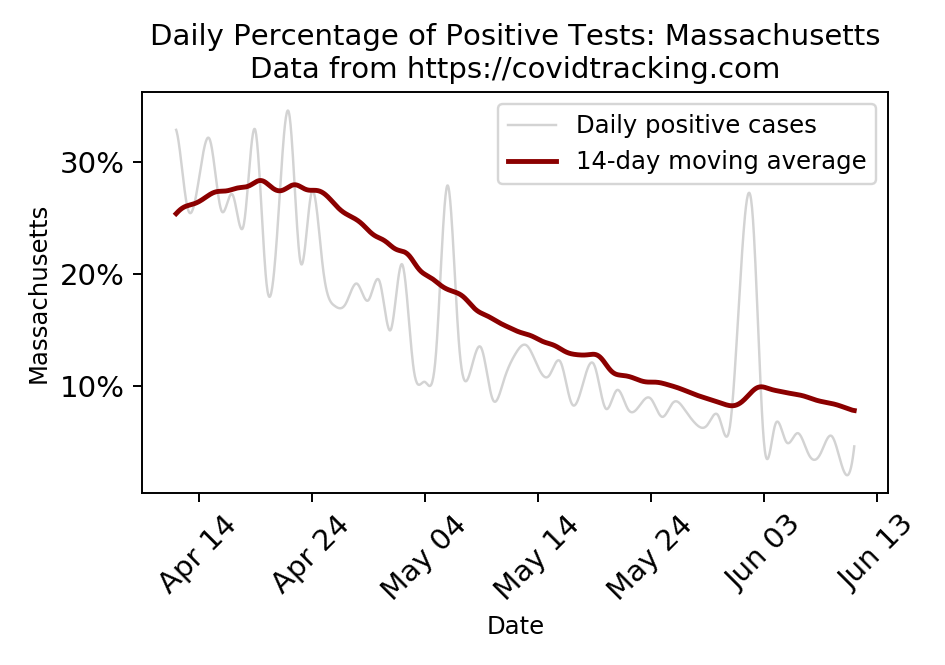 Daily Percentage of Positive Tests: Massachusetts
Data from https://covidtracking.com
Daily positive cases
14-day moving average
30%
20%
10%
Massachusetts
Apr 14
Apr 24
May 04
May 14
May 24
Jun 03
Jun 13
Date